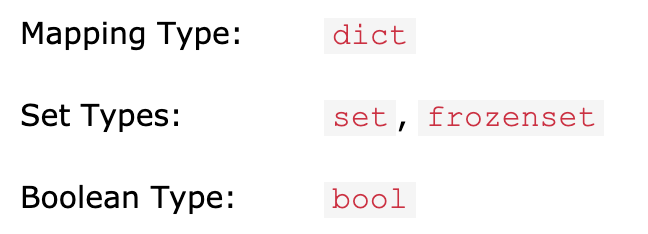 Mapping Type: dict
Set Types: set, frozenset
Boolean Type: bool